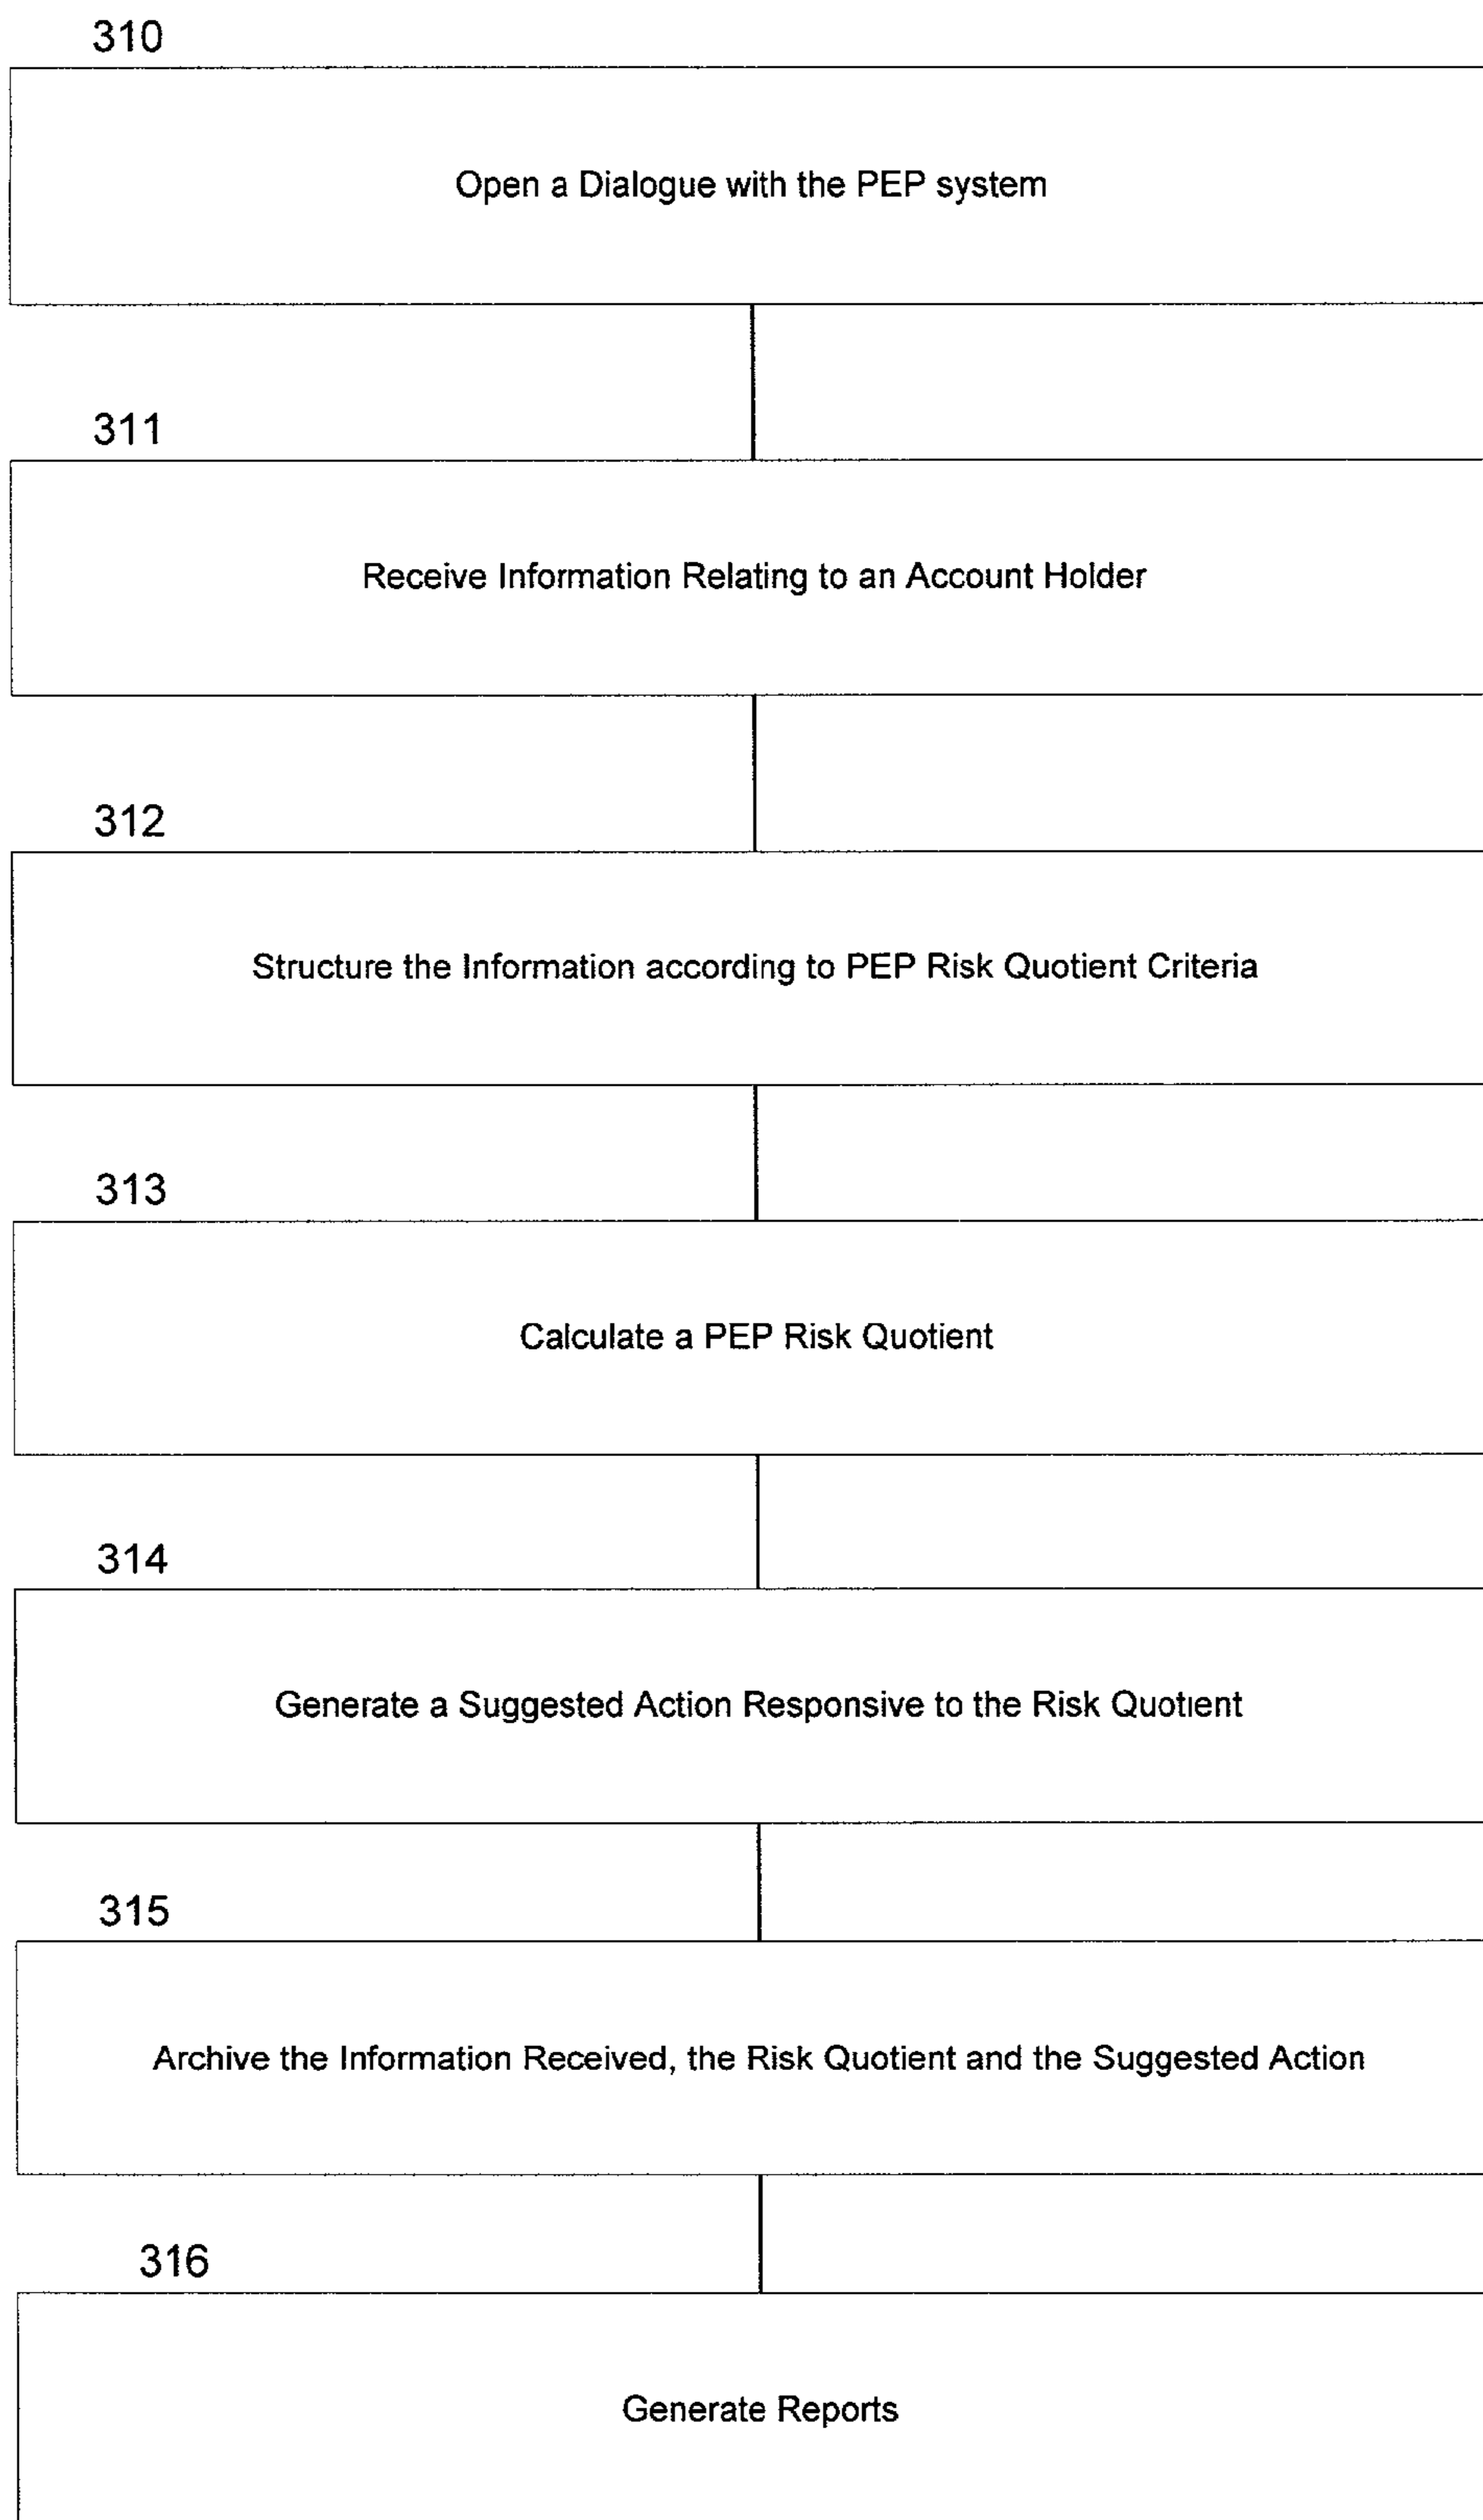 310
Open a Dialogue with the PEP system
311
Receive Information Relating to an Account Holder
312
Structure the Information according to PEP Risk Quotient Criteria
313
Calculate a PEP Risk Quotient
314
Generate a Suggested Action Responsive to the Risk Quotient
315
Archive the Information Received, the Risk Quotient and the Suggested Action
316
Generate Reports